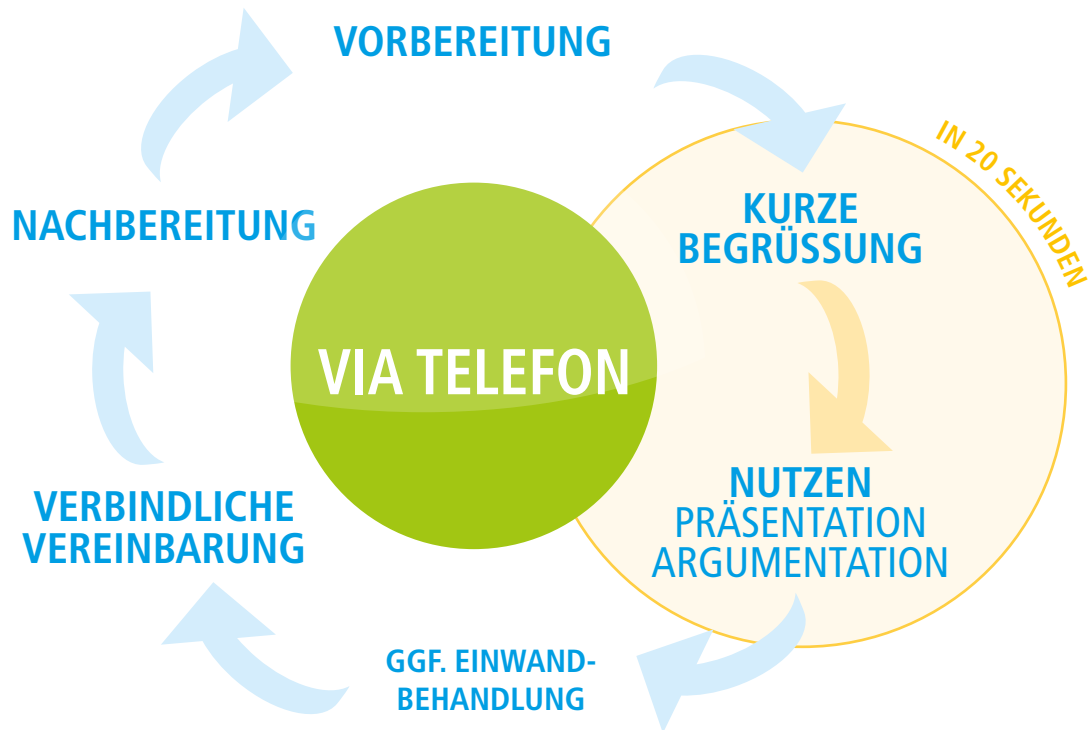 VORBEREITUNG
IN 20 SEKUNDEN
KURZE
BEGRÜSSUNG
NACHBEREITUNG
VIA TELEFON
NUTZEN
PRÄSENTATION
ARGUMENTATION
VERBINDLICHE
VEREINBARUNG
GGF. EINWAND-
BEHANDLUNG